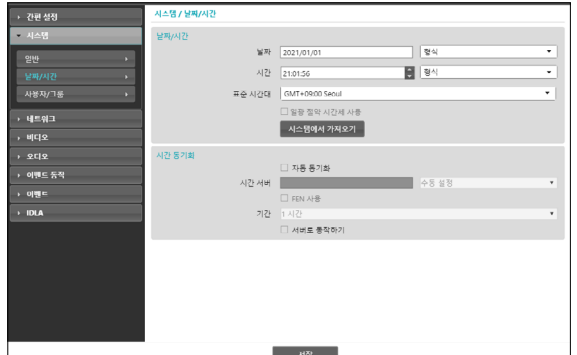 간편 설정
시스템
일반
날짜/시간
사용자/그룹
네트워크
비디오
오디오
이벤트 동작
이벤트
IDLA
시스템 / 날짜/시간
날짜/시간
날짜 2021/01/01 형식
시간 21:01:56 형식
표준 시간대 GMT+09:00 Seoul
일광 절약 시간제 사용
시스템에서 가져오기
시간 동기화
자동 동기화
시간 서버 수동 설정
FEN 사용
기간 1 시간
서버로 동작하기
저장